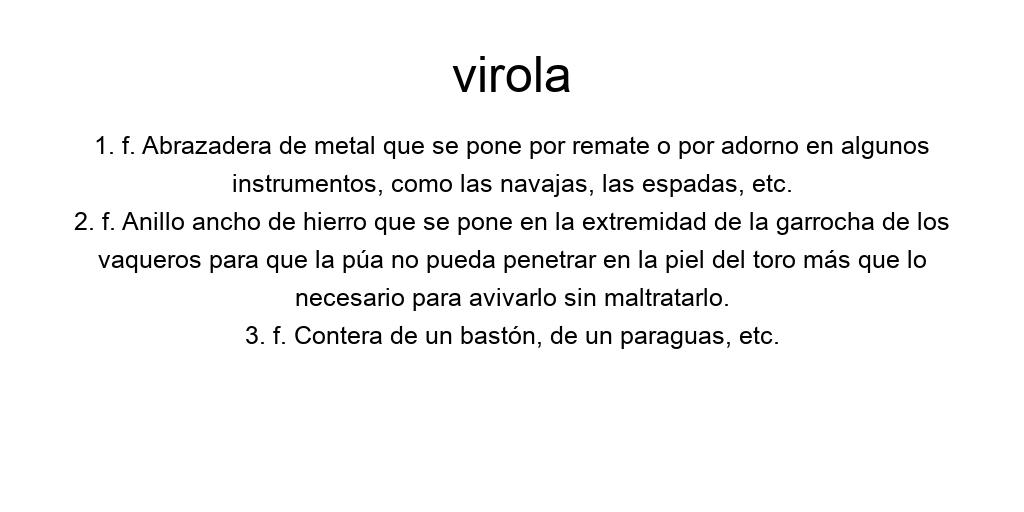 virola
1. f. Abrazadera de metal que se pone por remate o por adorno en algunos
instrumentos, como las navajas, las espadas, etc.
2. f. Anillo ancho de hierro que se pone en la extremidad de la garrocha de los
vaqueros para que la púa no pueda penetrar en la piel del toro más que lo
necesario para avivarlo sin maltratarlo.
3. f. Contera de un bastón, de un paraguas, etc.